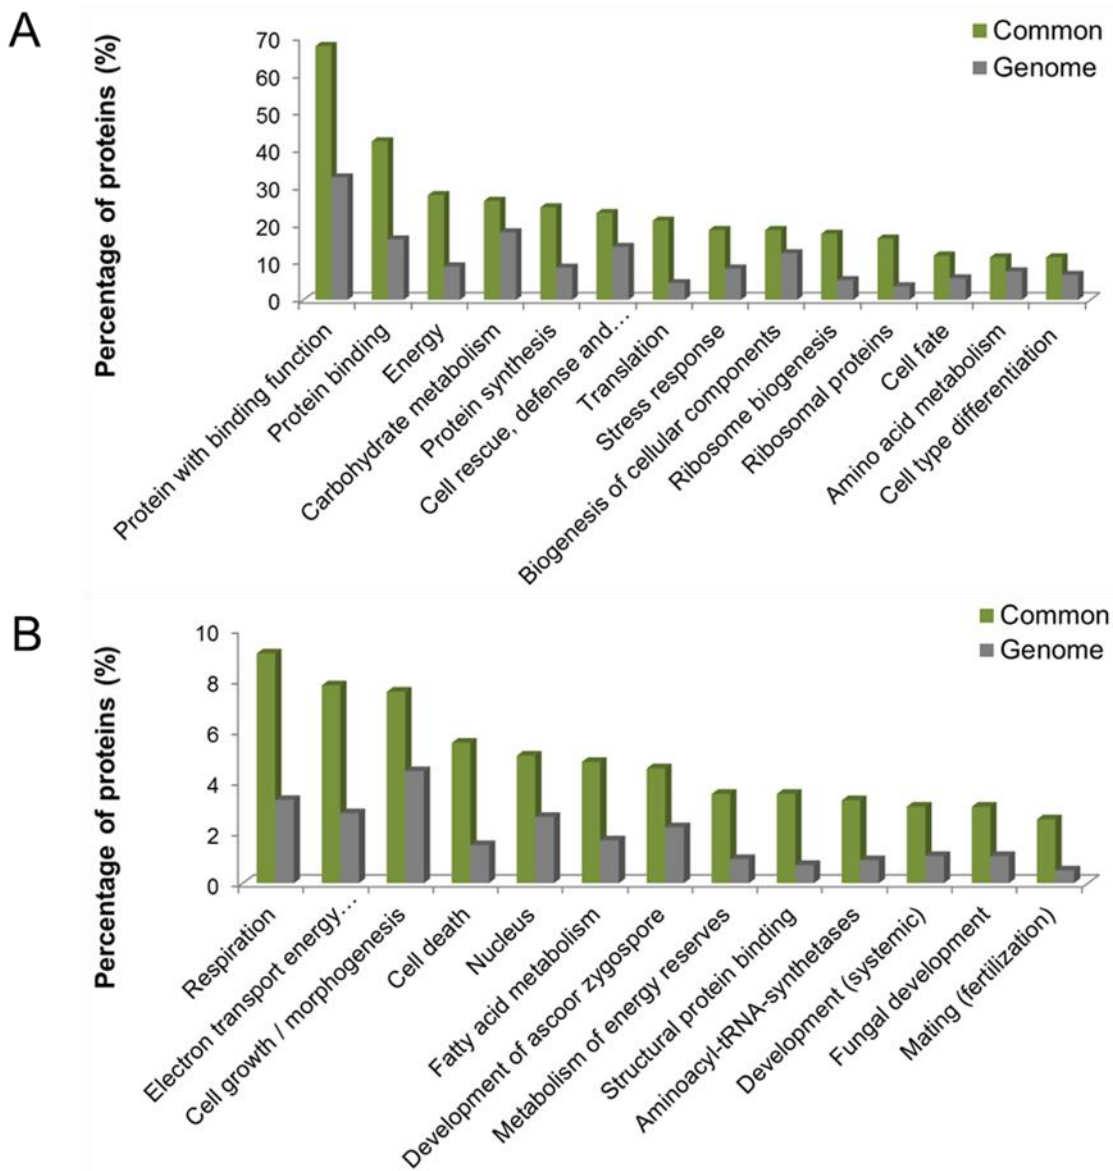 A
Common
Genome
Percentage of proteins (%)
70
60
50
40
30
20
10
0
Protein with binding function
Protein binding
Energy
Carbohydrate metabolism
Protein synthesis
Cell rescue, defense and…
Translation
Stress response
Biogenesis of cellular components
Ribosome biogenesis
Ribosomal proteins
Cell fate
Amino acid metabolism
Cell type differentiation
B
Common
Genome
Percentage of proteins (%)
10
8
6
4
2
0
Respiration
Electron transport energy…
Cell growth / morphogenesis
Cell death
Nucleus
Fatty acid metabolism
Development of ascoor zygospore
Metabolism of energy reserves
Structural protein binding
Aminoacyl-tRNA-synthetases
Development (systemic)
Fungal development
Mating (fertilization)